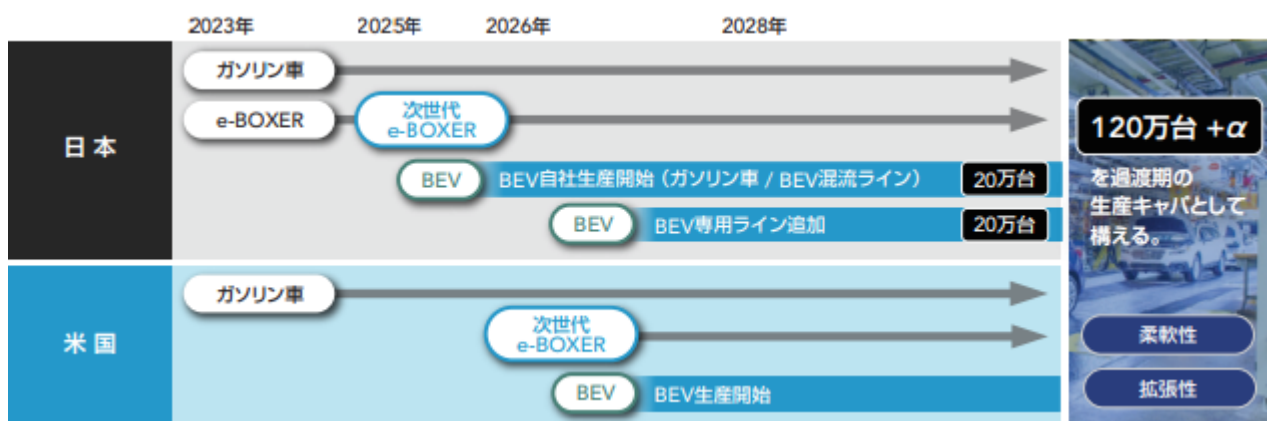 2023年 2025年 2026年 2028年
日本
ガソリン車
e-BOXER
次世代
e-BOXER
BEV BEV自社生産開始（ガソリン車 / BEV混流ライン） 20万台
BEV BEV専用ライン追加 20万台
米国
ガソリン車
次世代
e-BOXER
BEV BEV生産開始
120万台 +α
を過渡期の
生産キャパとして
構える。
柔軟性
拡張性